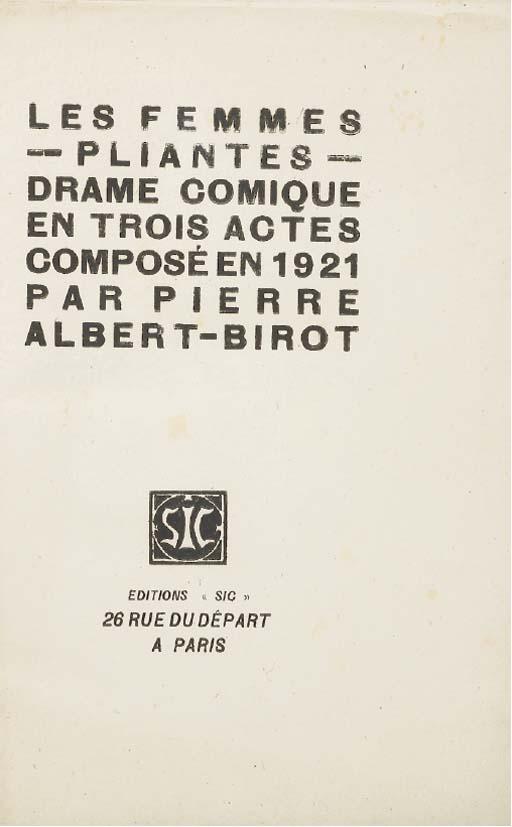 LES FEMMES
— PLIANTES —
DRAME COMIQUE
EN TROIS ACTES
COMPOSÉ EN 1921
PAR PIERRE
ALBERT-BIROT
SIC
EDITIONS « SIC »
26 RUE DU DÉPART
A PARIS